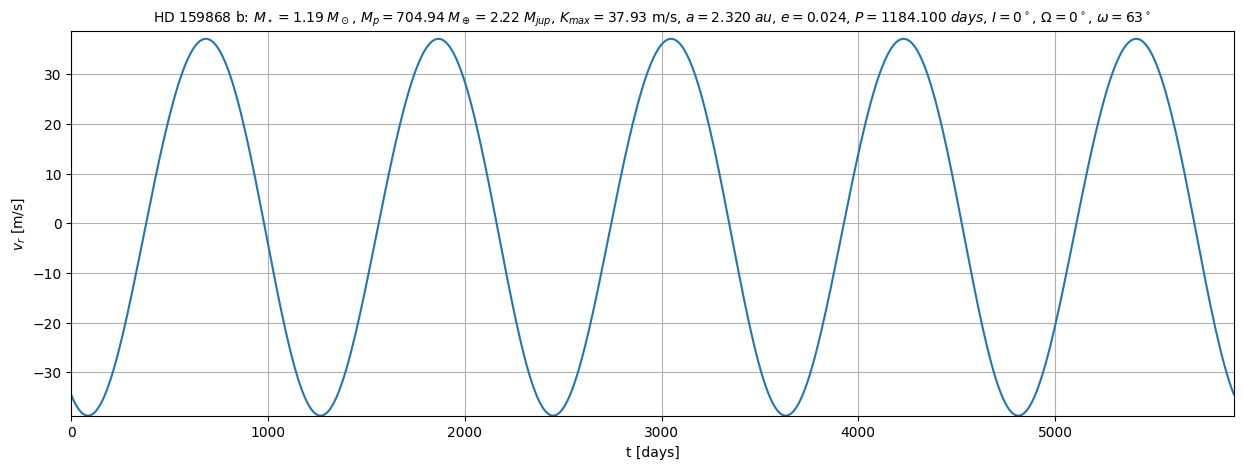 HD 159868 b: M⋆ = 1.19 M⊙, Mp = 704.94 M⊕ = 2.22 Mjup, Kmax = 37.93 m/s, a = 2.320 au, e = 0.024, P = 1184.100 days, I = 0°, Ω = 0°, ω = 63°
30
20
10
0
−10
−20
−30
vr [m/s]
0 1000 2000 3000 4000 5000
t [days]